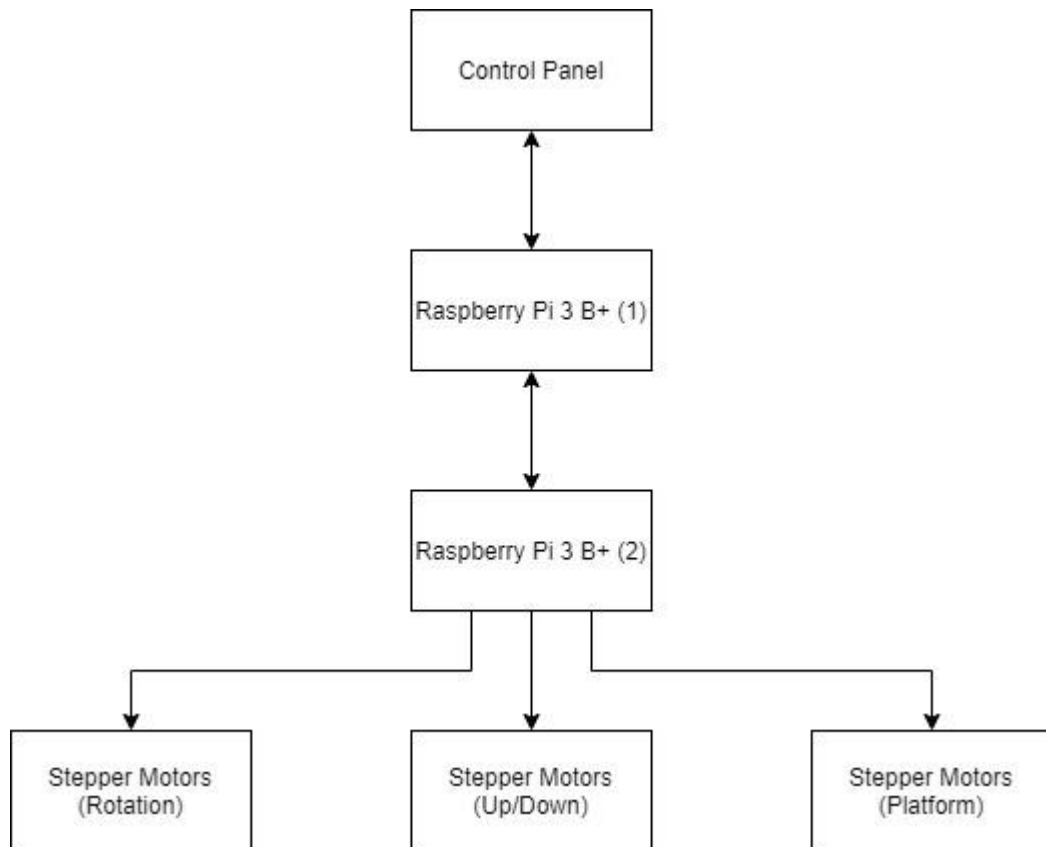 Control Panel
Raspberry Pi 3 B+ (1)
Raspberry Pi 3 B+ (2)
Stepper Motors
(Rotation)
Stepper Motors
(Up/Down)
Stepper Motors
(Platform)